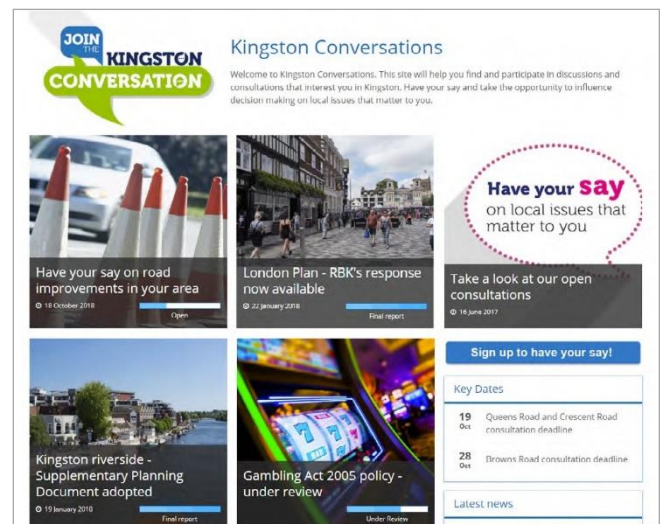 JOIN
THE
KINGSTON
CONVERSATION
Kingston Conversations
Welcome to Kingston Conversations. This site will help you find and participate in discussions and
consultations that interest you in Kingston. Have your say and take the opportunity to influence
decision making on local issues that matter to you.
Have your say on road
improvements in your area
18 October 2018
Open
London Plan - RBK's response
now available
22 January 2018
Final report
Have your say
on local issues that
matter to you
Take a look at our open
consultations
16 June 2017
Sign up to have your say!
Key Dates
19
Oct
Queens Road and Crescent Road
consultation deadline
28
Oct
Browns Road consultation deadline
Latest news
Kingston riverside -
Supplementary Planning
Document adopted
19 January 2018
Final report
Gambling Act 2005 policy -
under review
Under Review